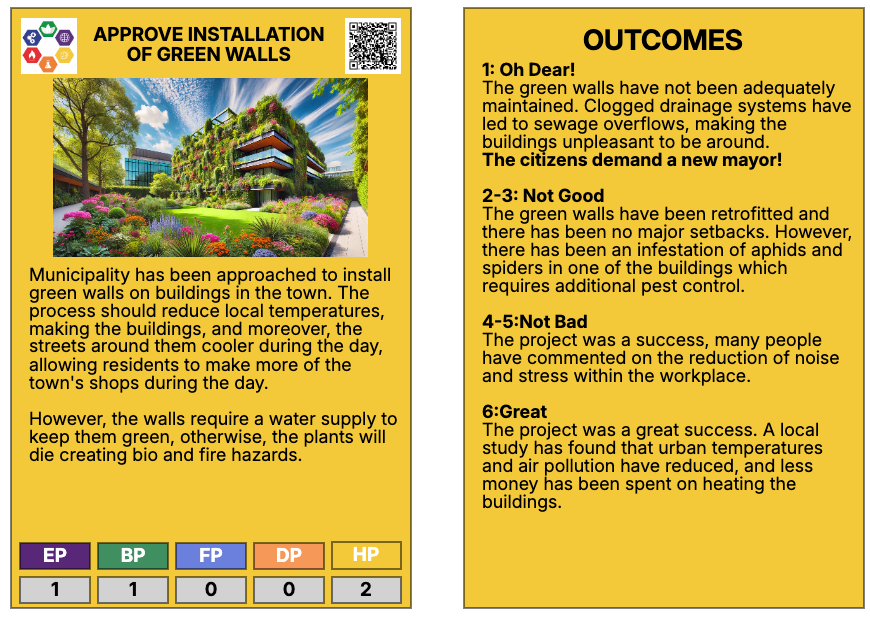 APPROVE INSTALLATION
OF GREEN WALLS
Municipality has been approached to install
green walls on buildings in the town. The
process should reduce local temperatures,
making the buildings, and moreover, the
streets around them cooler during the day,
allowing residents to make more of the
town's shops during the day.
However, the walls require a water supply to
keep them green, otherwise, the plants will
die creating bio and fire hazards.
EP BP FP DP HP
1 1 0 0 2
OUTCOMES
1: Oh Dear!
The green walls have not been adequately
maintained. Clogged drainage systems have
led to sewage overflows, making the
buildings unpleasant to be around.
The citizens demand a new mayor!
2-3: Not Good
The green walls have been retrofitted and
there has been no major setbacks. However,
there has been an infestation of aphids and
spiders in one of the buildings which
requires additional pest control.
4-5:Not Bad
The project was a success, many people
have commented on the reduction of noise
and stress within the workplace.
6:Great
The project was a great success. A local
study has found that urban temperatures
and air pollution have reduced, and less
money has been spent on heating the
buildings.